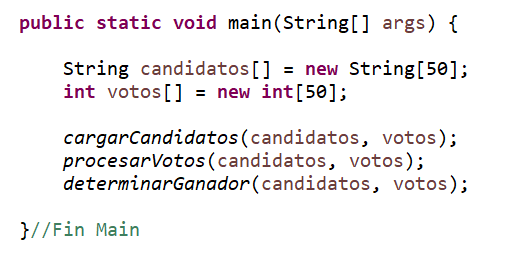 public static void main(String[] args) {
String candidatos[] = new String[50];
int votos[] = new int[50];
cargarCandidatos(candidatos, votos);
procesarVotos(candidatos, votos);
determinarGanador(candidatos, votos);
}//Fin Main